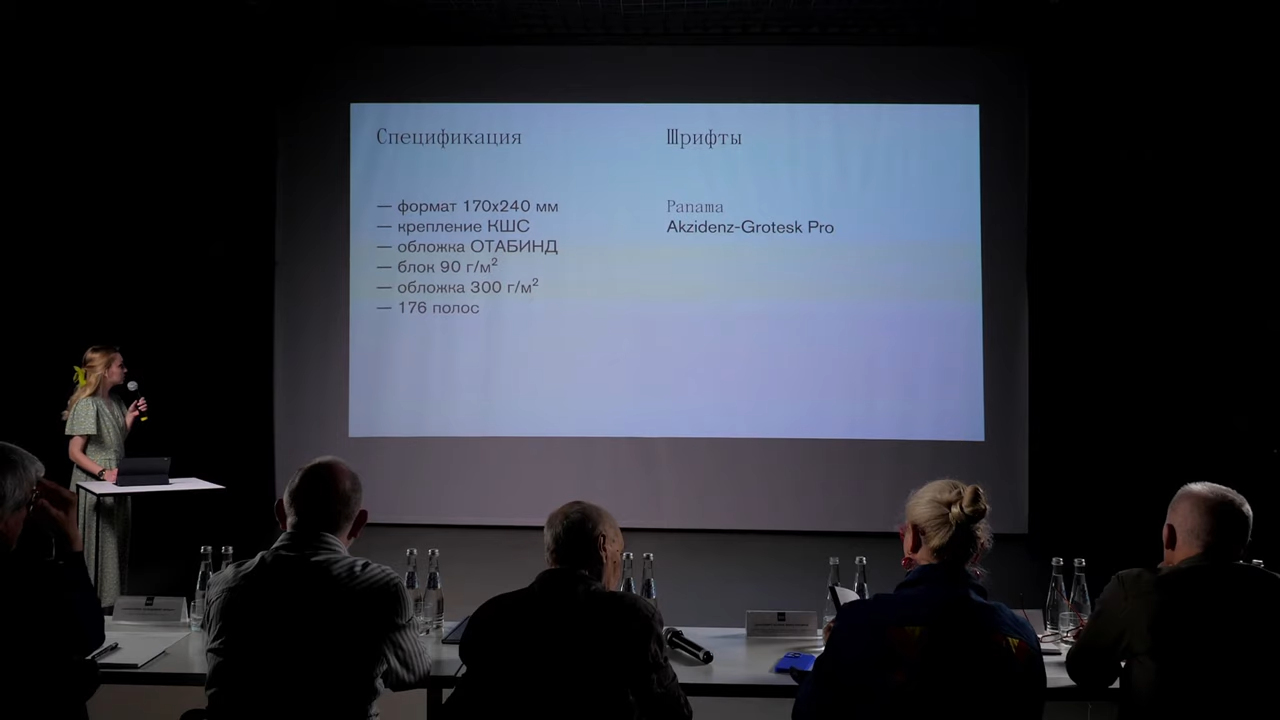 Спецификация
— формат 170x240 мм
— крепление КШС
— обложка ОТАБИНД
— блок 90 г/м²
— обложка 300 г/м²
— 176 полос
Шрифты
Panama
Akzidenz-Grotesk Pro